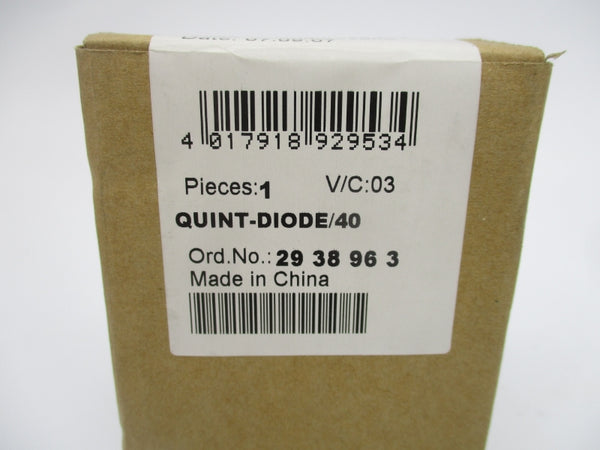 4 017918 929534
Pieces:1 V/C:03
QUINT-DIODE/40
Ord.No.: 29 38 96 3
Made in China